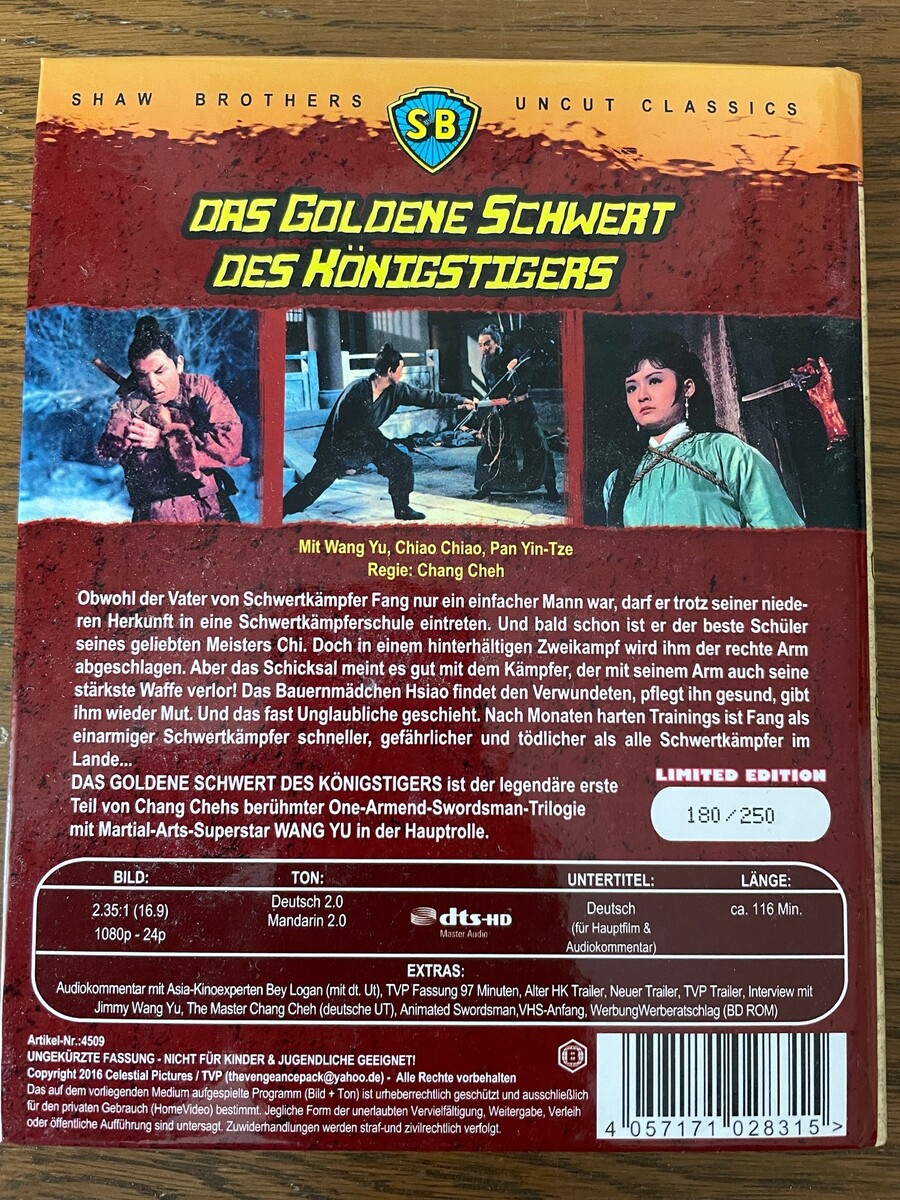 SHAW BROTHERS SB UNCUT CLASSICS
DAS GOLDENE SCHWERT
DES KÖNIGSTIGERS
Mit Wang Yu, Chiao Chiao, Pan Yin-Tze
Regie: Chang Cheh
Obwohl der Vater von Schwertkämpfer Fang nur ein einfacher Mann war, darf er trotz seiner niede-
ren Herkunft in eine Schwertkämpferschule eintreten. Und bald schon ist er der beste Schüler
seines geliebten Meisters Chi. Doch in einem hinterhältigen Zweikampf wird ihm der rechte Arm
abgeschlagen. Aber das Schicksal meint es gut mit dem Kämpfer, der mit seinem Arm auch seine
stärkste Waffe verlor! Das Bauernmädchen Hsiao findet den Verwundeten, pflegt ihn gesund, gibt
ihm wieder Mut. Und das fast Unglaubliche geschieht. Nach Monaten harten Trainings ist Fang als
einarmiger Schwertkämpfer schneller, gefährlicher und tödlicher als alle Schwertkämpfer im
Lande...
DAS GOLDENE SCHWERT DES KÖNIGSTIGERS ist der legendäre erste
Teil von Chang Chehs berühmter One-Armend-Swordsman-Trilogie
mit Martial-Arts-Superstar WANG YU in der Hauptrolle.
LIMITED EDITION
180/250
BILD:
2.35:1 (16.9)
1080p - 24p
TON:
Deutsch 2.0
Mandarin 2.0
dts-HD
Master Audio
UNTERTITEL:
Deutsch
(für Hauptfilm &
Audiokommentar)
LÄNGE:
ca. 116 Min.
EXTRAS:
Audiokommentar mit Asia-Kinoexperten Bey Logan (mit dt. Ut), TVP Fassung 97 Minuten, Alter HK Trailer, Neuer Trailer, TVP Trailer, Interview mit
Jimmy Wang Yu, The Master Chang Cheh (deutsche UT), Animated Swordsman,VHS-Anfang, WerbungWerberatschlag (BD ROM)
Artikel-Nr.:4509
UNGEKÜRZTE FASSUNG - NICHT FÜR KINDER & JUGENDLICHE GEEIGNET!
Copyright 2016 Celestial Pictures / TVP (thevengeancepack@yahoo.de) - Alle Rechte vorbehalten
Das auf dem vorliegenden Medium aufgespielte Programm (Bild + Ton) ist urheberrechtlich geschützt und ausschließlich
für den privaten Gebrauch (HomeVideo) bestimmt. Jegliche Form der unerlaubten Vervielfältigung, Weitergabe, Verleih
oder öffentliche Aufführung sind untersagt. Zuwiderhandlungen werden straf-und zivilrechtlich verfolgt.
B
4 057171 028315 >